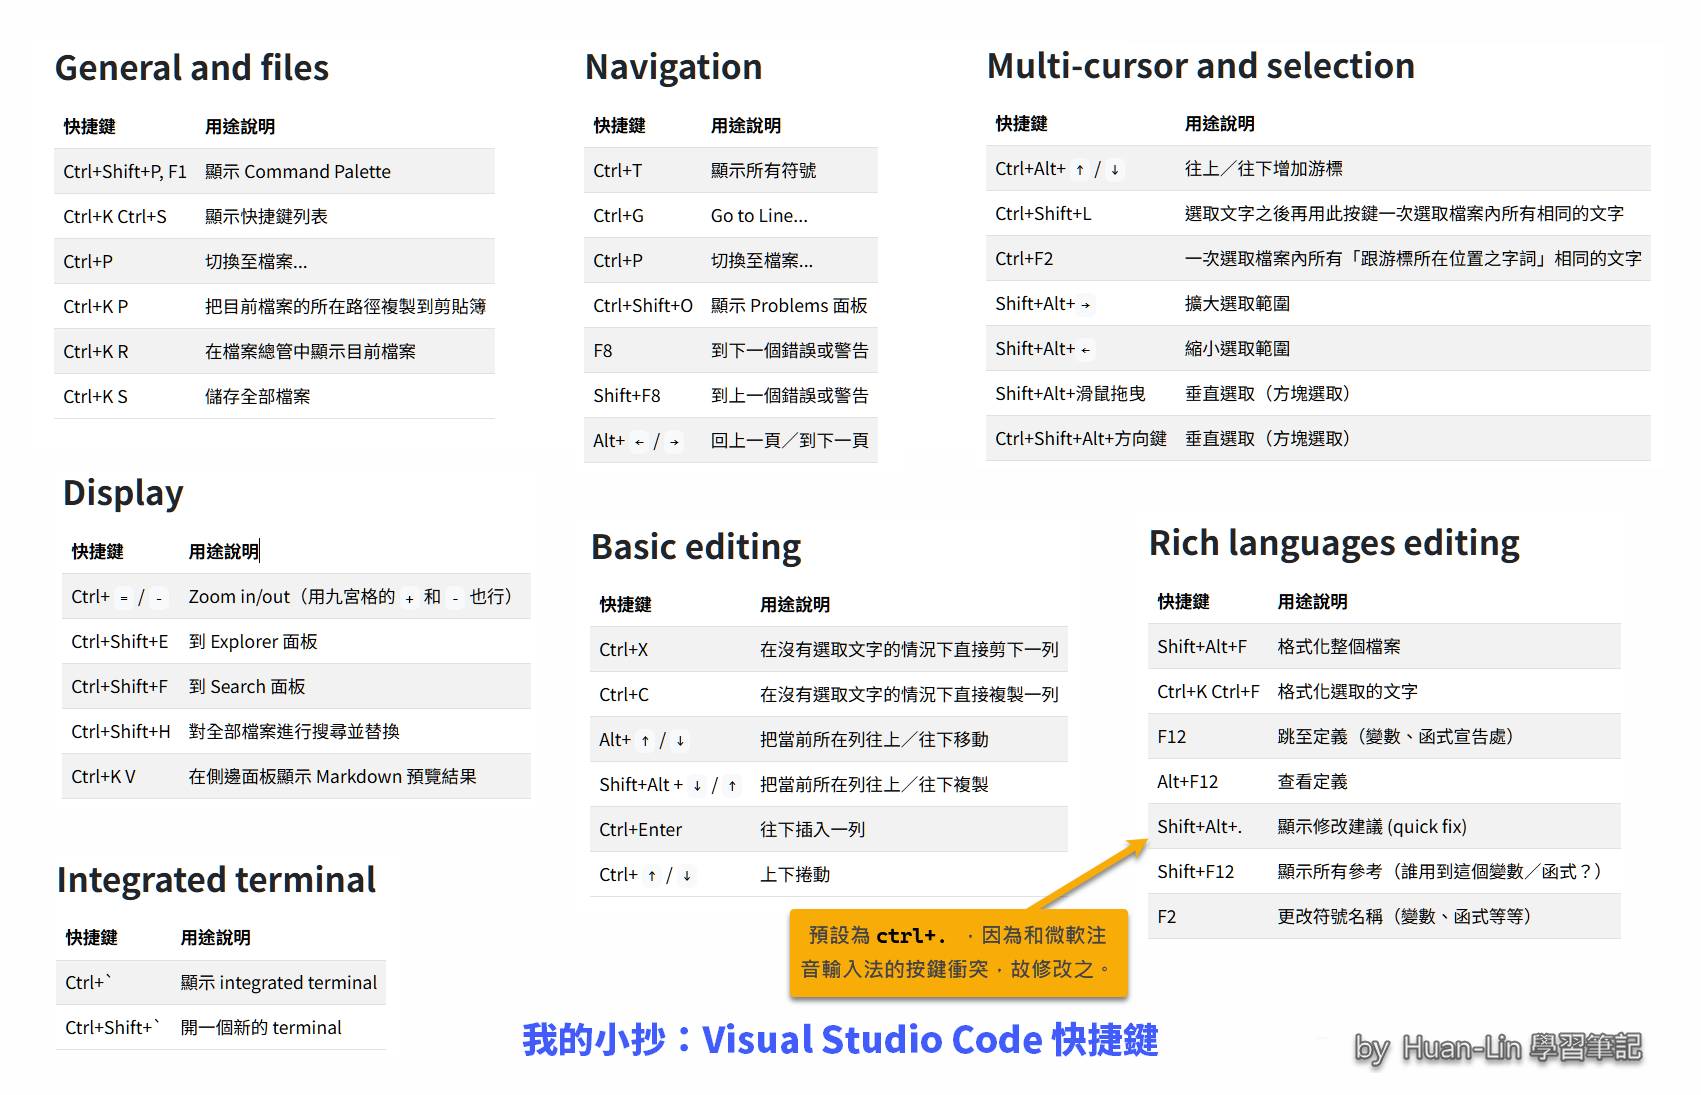 General and files
快捷鍵 用途說明
Ctrl+Shift+P, F1 顯示 Command Palette
Ctrl+K Ctrl+S 顯示快捷鍵列表
Ctrl+P 切換至檔案...
Ctrl+K P 把目前檔案的所在路徑複製到剪貼簿
Ctrl+K R 在檔案總管中顯示目前檔案
Ctrl+K S 儲存全部檔案
Navigation
快捷鍵 用途說明
Ctrl+T 顯示所有符號
Ctrl+G Go to Line...
Ctrl+P 切換至檔案...
Ctrl+Shift+O 顯示 Problems 面板
F8 到下一個錯誤或警告
Shift+F8 到上一個錯誤或警告
Alt+ ← / → 回上一頁／到下一頁
Multi-cursor and selection
快捷鍵 用途說明
Ctrl+Alt+ ↑ / ↓ 往上／往下增加游標
Ctrl+Shift+L 選取文字之後再用此按鍵一次選取檔案內所有相同的文字
Ctrl+F2 一次選取檔案內所有「跟游標所在位置之字詞」相同的文字
Shift+Alt+ → 擴大選取範圍
Shift+Alt+ ← 縮小選取範圍
Shift+Alt+滑鼠拖曳 垂直選取（方塊選取）
Ctrl+Shift+Alt+方向鍵 垂直選取（方塊選取）
Display
快捷鍵 用途說明
Ctrl+ = / - Zoom in/out（用九宮格的 + 和 - 也行）
Ctrl+Shift+E 到 Explorer 面板
Ctrl+Shift+F 到 Search 面板
Ctrl+Shift+H 對全部檔案進行搜尋並替換
Ctrl+K V 在側邊面板顯示 Markdown 預覽結果
Basic editing
快捷鍵 用途說明
Ctrl+X 在沒有選取文字的情況下直接剪下一列
Ctrl+C 在沒有選取文字的情況下直接複製一列
Alt+ ↑ / ↓ 把當前所在列往上／往下移動
Shift+Alt + ↓ / ↑ 把當前所在列往上／往下複製
Ctrl+Enter 往下插入一列
Ctrl+ ↑ / ↓ 上下捲動
Rich languages editing
快捷鍵 用途說明
Shift+Alt+F 格式化整個檔案
Ctrl+K Ctrl+F 格式化選取的文字
F12 跳至定義（變數、函式宣告處）
Alt+F12 查看定義
Shift+Alt+. 顯示修改建議 (quick fix)
Shift+F12 顯示所有參考（誰用到這個變數／函式？）
F2 更改符號名稱（變數、函式等等）
預設為 ctrl+. ，因為和微軟注
音輸入法的按鍵衝突，故修改之。
Integrated terminal
快捷鍵 用途說明
Ctrl+` 顯示 integrated terminal
Ctrl+Shift+` 開一個新的 terminal
我的小抄：Visual Studio Code 快捷鍵
by Huan-Lin 學習筆記